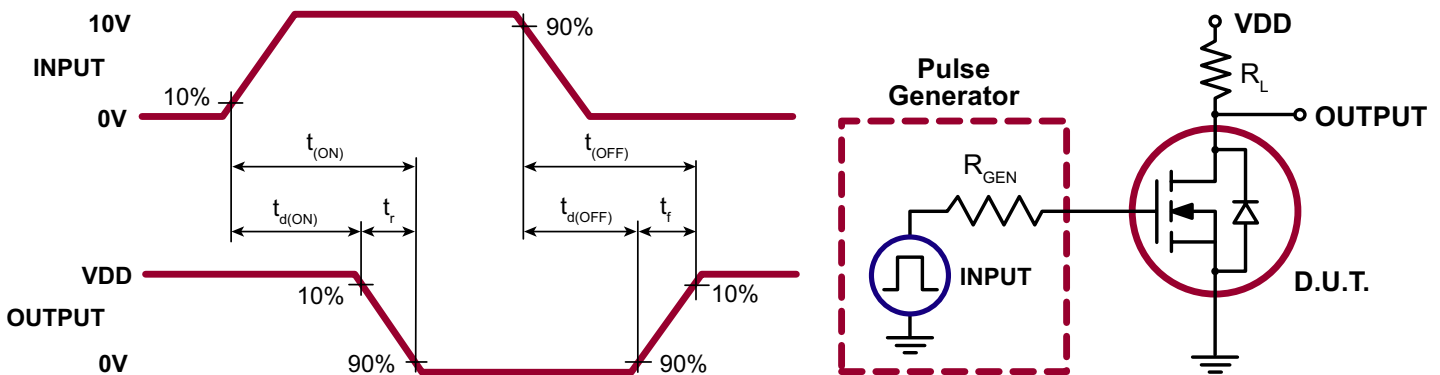 10V
INPUT
0V
10%
90%
t(ON)
t(OFF)
td(ON)
tr
td(OFF)
tf
VDD
OUTPUT
0V
10%
90%
90%
10%
Pulse
Generator
RGEN
INPUT
VDD
RL
OUTPUT
D.U.T.